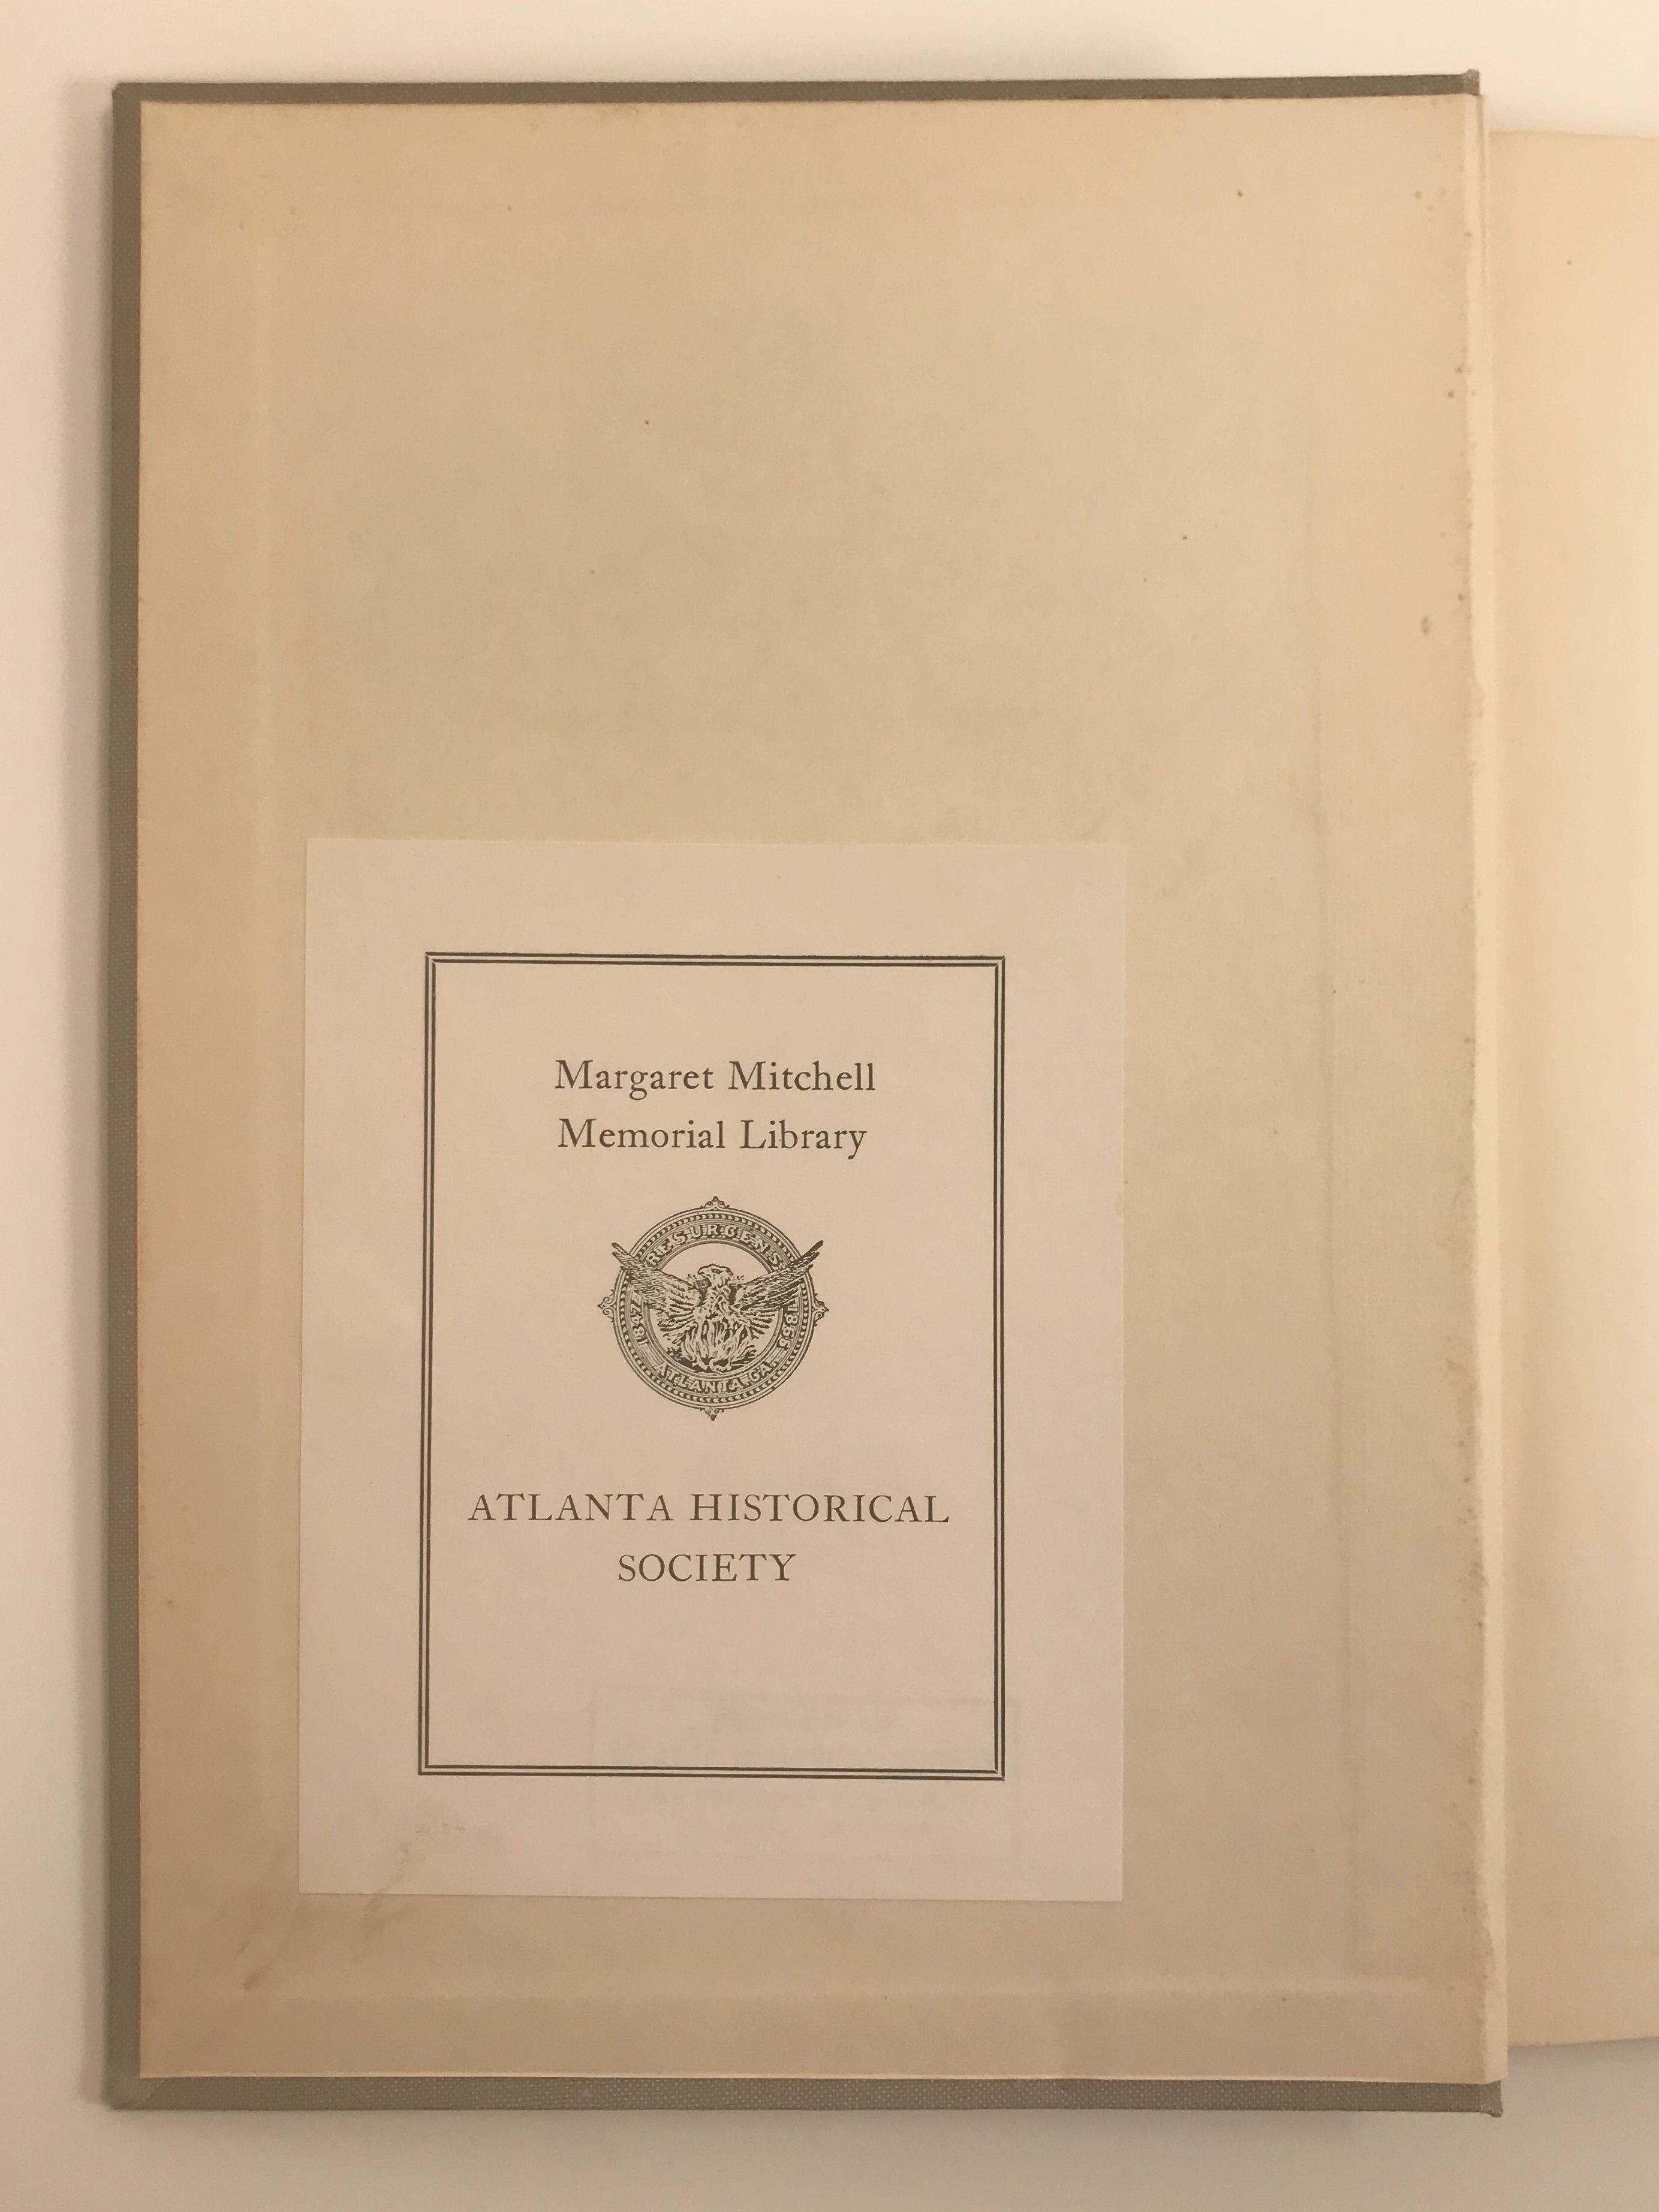 Margaret Mitchell
Memorial Library
RESURGENS
1847 1865
ATLANTA, GA.
ATLANTA HISTORICAL
SOCIETY